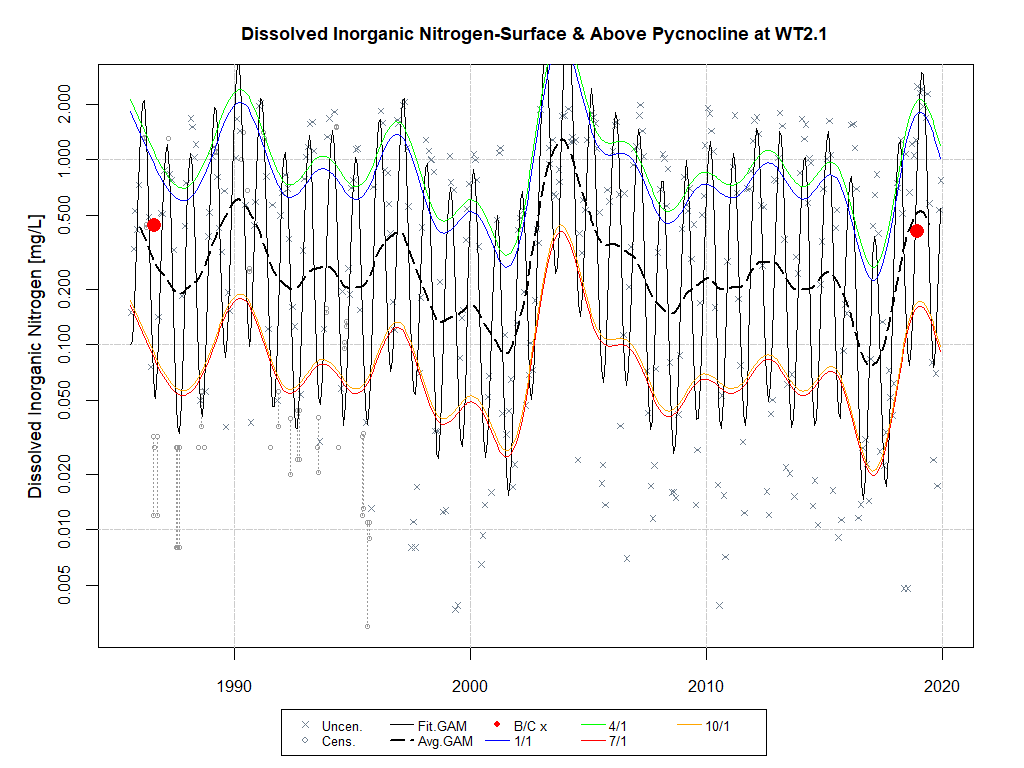 Dissolved Inorganic Nitrogen-Surface & Above Pycnocline at WT2.1
Dissolved Inorganic Nitrogen [mg/L]
2.000
1.000
0.500
0.200
0.100
0.050
0.020
0.010
0.005
1990 2000 2010 2020
Uncen. Fit.GAM B/C x 4/1 10/1
Cens. Avg.GAM 1/1 7/1